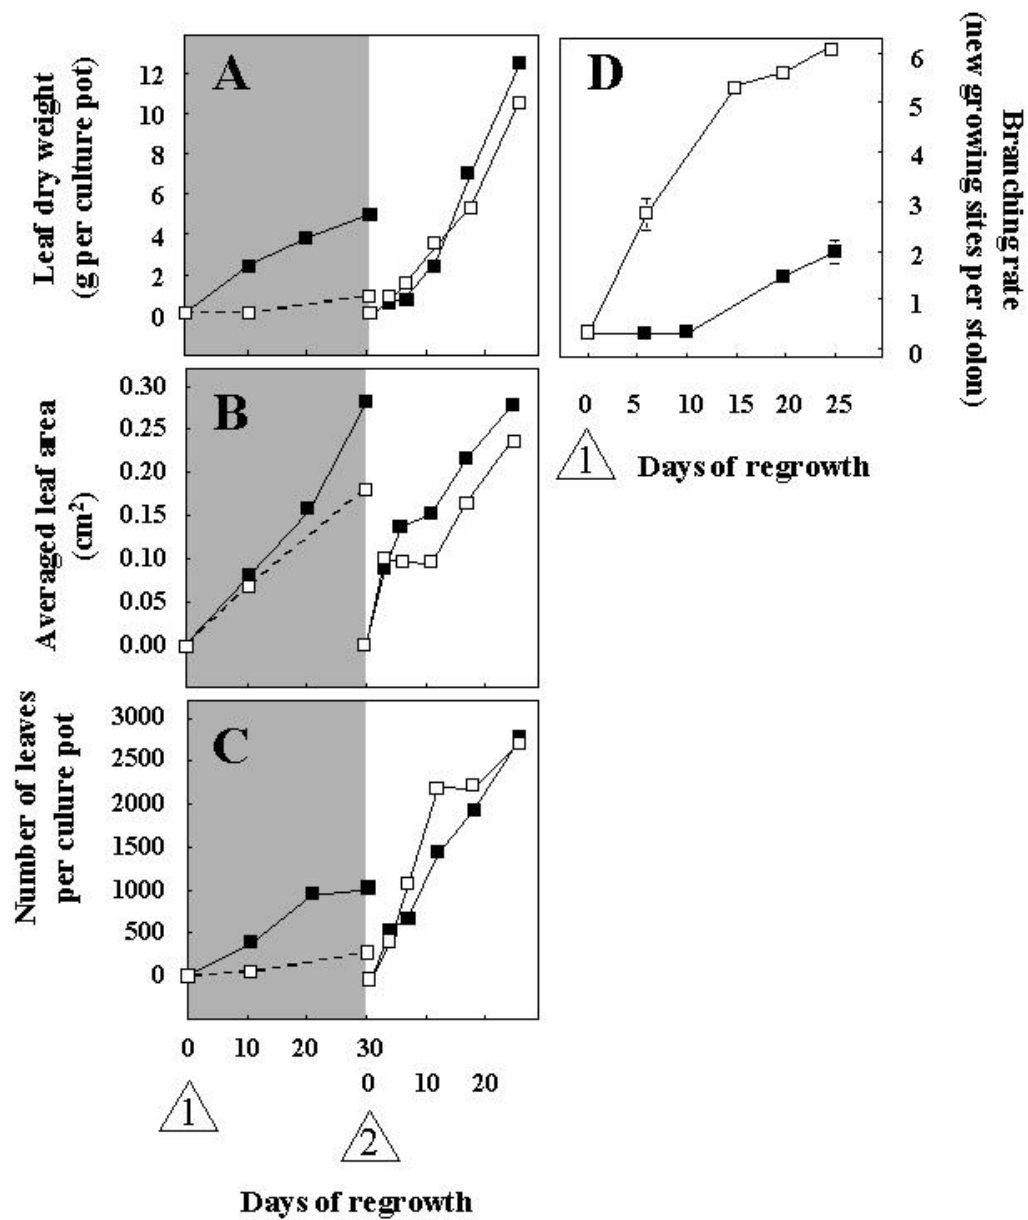 A
Leaf dry weight
(g per culture pot)
12
10
8
6
4
2
0
B
Averaged leaf area
(cm²)
0.30
0.25
0.20
0.15
0.10
0.05
0.00
C
Number of leaves
per culure pot
3000
2500
2000
1500
1000
500
0
0 10 20 30
0 10 20
1
2
Days of regrowth
D
Branching rate
(new growing sites per stolon)
6
5
4
3
2
1
0
0 5 10 15 20 25
1 Days of regrowth